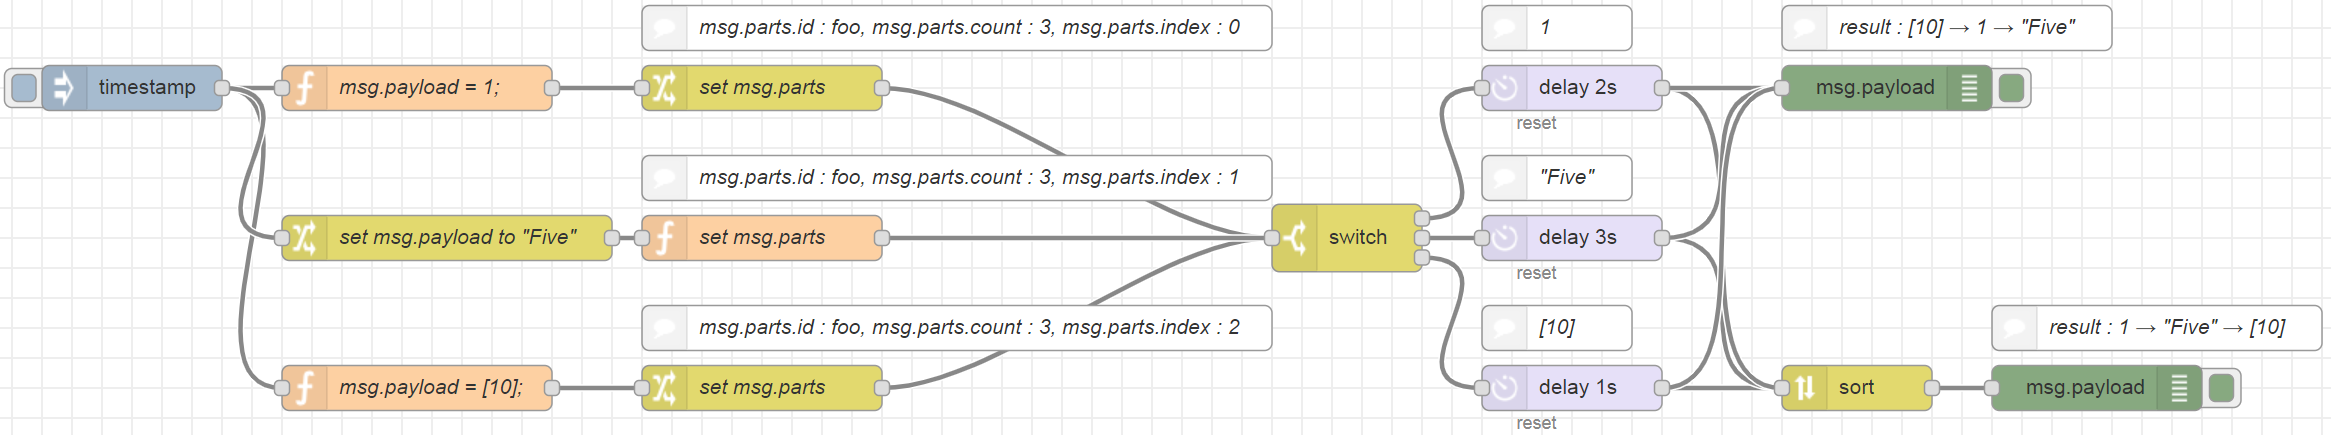 msg.parts.id : foo, msg.parts.count : 3, msg.parts.index : 0
1
result : [10] → 1 → "Five"
timestamp
msg.payload = 1;
set msg.parts
delay 2s
msg.payload
reset
msg.parts.id : foo, msg.parts.count : 3, msg.parts.index : 1
"Five"
set msg.payload to "Five"
set msg.parts
switch
delay 3s
reset
msg.parts.id : foo, msg.parts.count : 3, msg.parts.index : 2
[10]
result : 1 → "Five" → [10]
msg.payload = [10];
set msg.parts
delay 1s
sort
msg.payload
reset